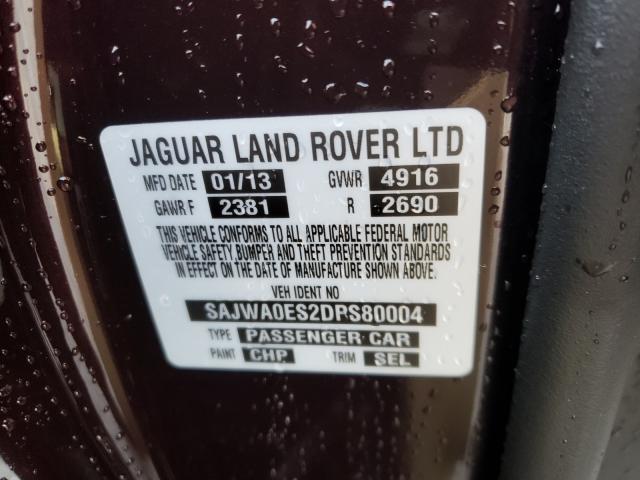 JAGUAR LAND ROVER LTD
MFD DATE 01/13 GVWR 4916
GAWR F 2381 R 2690
THIS VEHICLE CONFORMS TO ALL APPLICABLE FEDERAL MOTOR
VEHICLE SAFETY, BUMPER AND THEFT PREVENTION STANDARDS
IN EFFECT ON THE DATE OF MANUFACTURE SHOWN ABOVE.
VEH IDENT NO
SAJWA0ES2DPS80004
TYPE PASSENGER CAR
PAINT CHP TRIM SEL